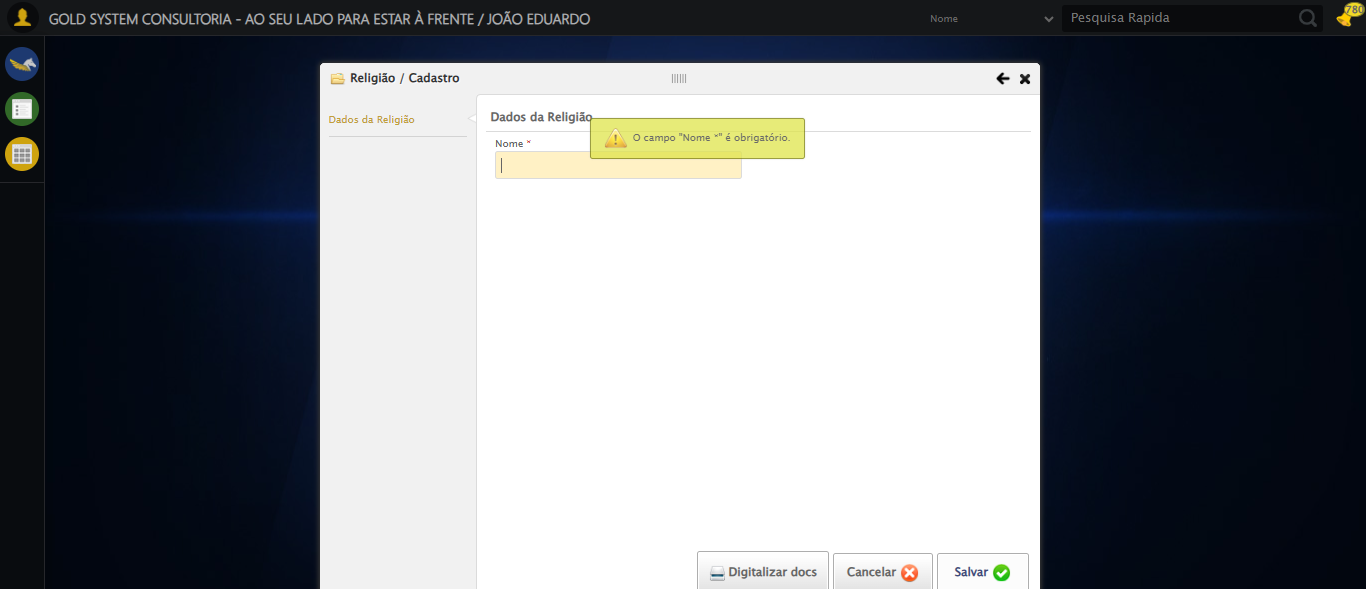 GOLD SYSTEM CONSULTORIA - AO SEU LADO PARA ESTAR À FRENTE / JOÃO EDUARDO
Nome
Pesquisa Rapida
780
Religião / Cadastro
Dados da Religião
Dados da Religião
O campo "Nome *" é obrigatório.
Nome *
Digitalizar docs
Cancelar
Salvar